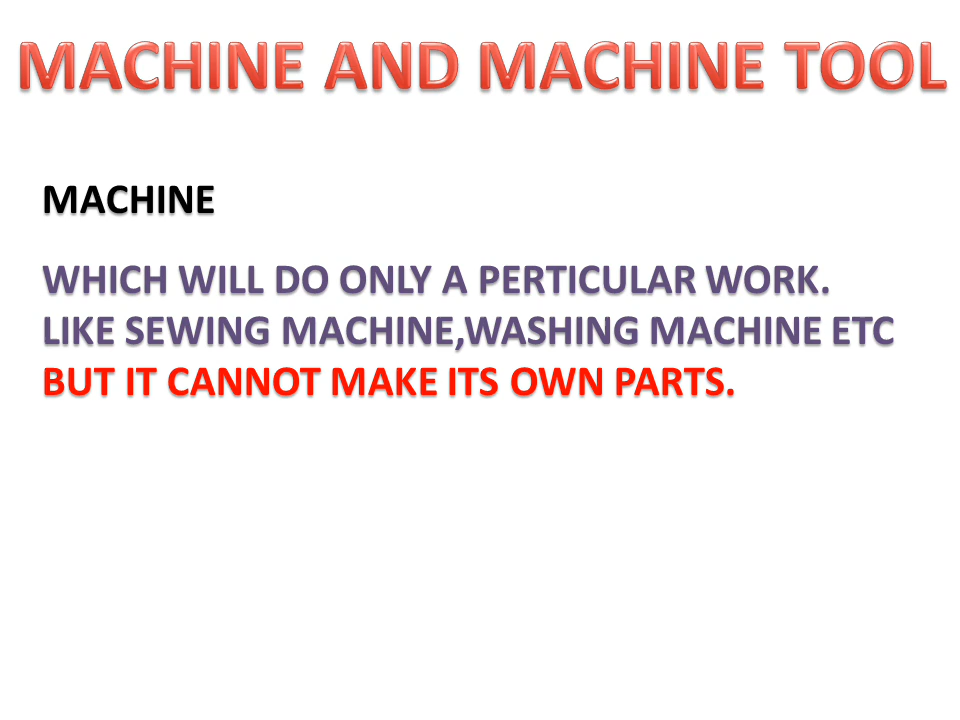 MACHINE AND MACHINE TOOL
MACHINE
WHICH WILL DO ONLY A PERTICULAR WORK.
LIKE SEWING MACHINE,WASHING MACHINE ETC
BUT IT CANNOT MAKE ITS OWN PARTS.